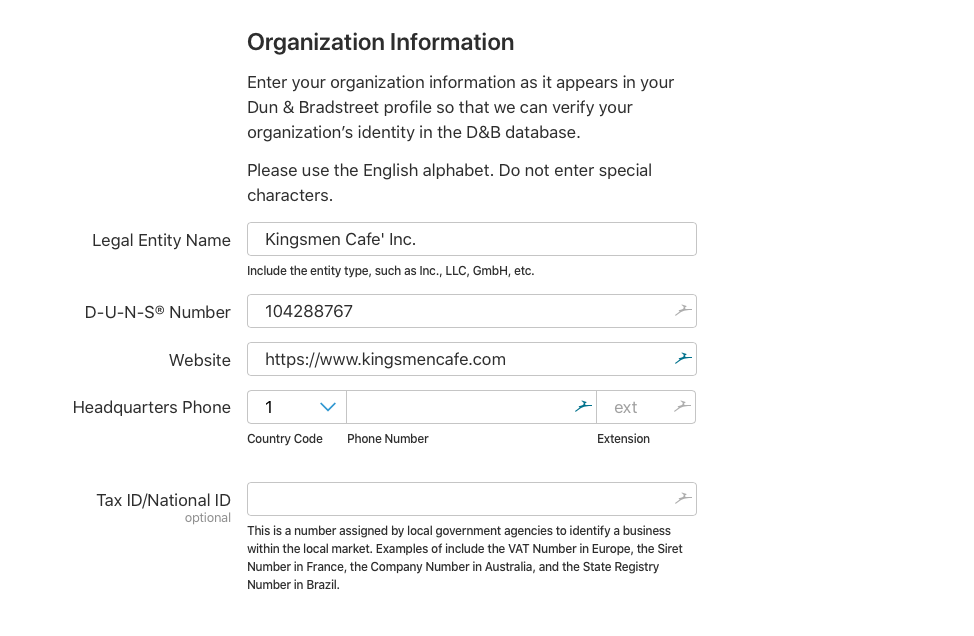 Organization Information
Enter your organization information as it appears in your
Dun & Bradstreet profile so that we can verify your
organization’s identity in the D&B database.
Please use the English alphabet. Do not enter special
characters.
Legal Entity Name
Kingsmen Cafe' Inc.
Include the entity type, such as Inc., LLC, GmbH, etc.
D-U-N-S® Number
104288767
Website
https://www.kingsmencafe.com
Headquarters Phone
1
ext
Country Code
Phone Number
Extension
Tax ID/National ID
optional
This is a number assigned by local government agencies to identify a business
within the local market. Examples of include the VAT Number in Europe, the Siret
Number in France, the Company Number in Australia, and the State Registry
Number in Brazil.